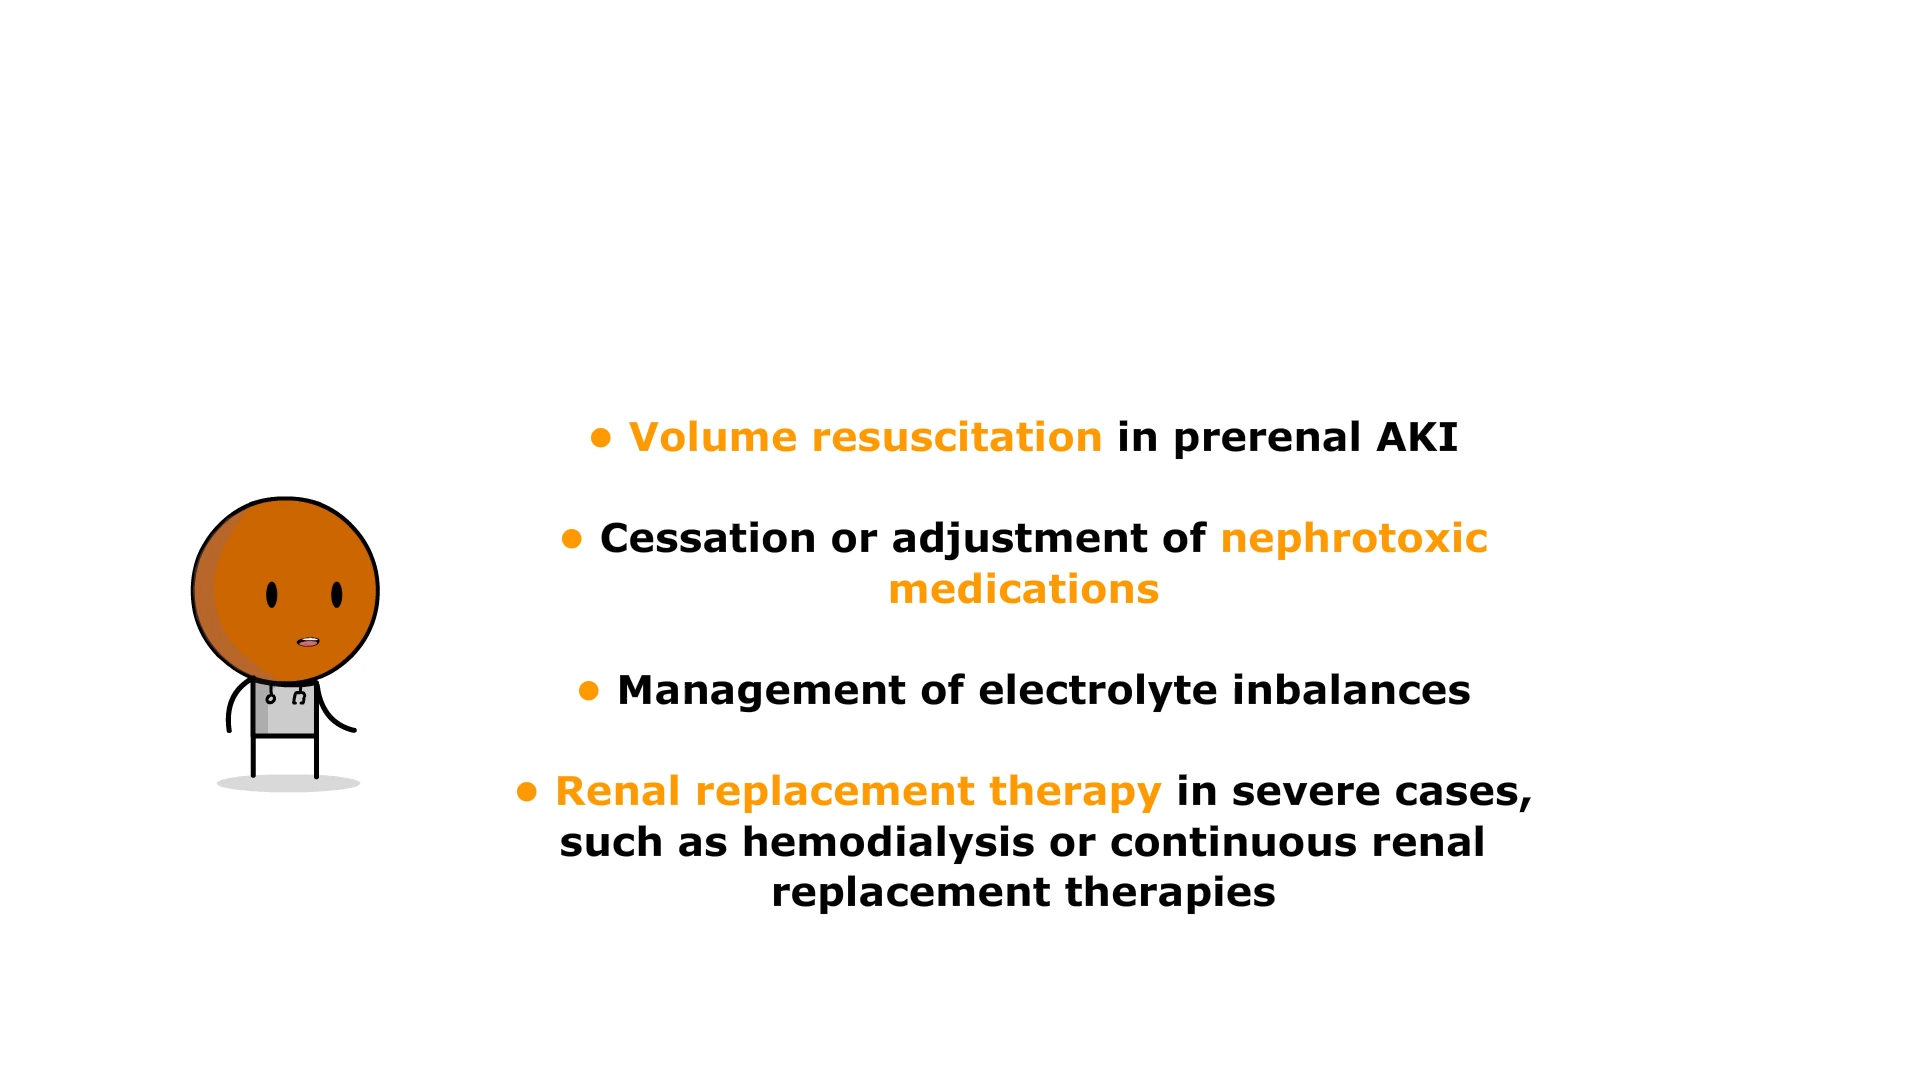 • Volume resuscitation in prerenal AKI
• Cessation or adjustment of nephrotoxic
medications
• Management of electrolyte inbalances
• Renal replacement therapy in severe cases,
such as hemodialysis or continuous renal
replacement therapies